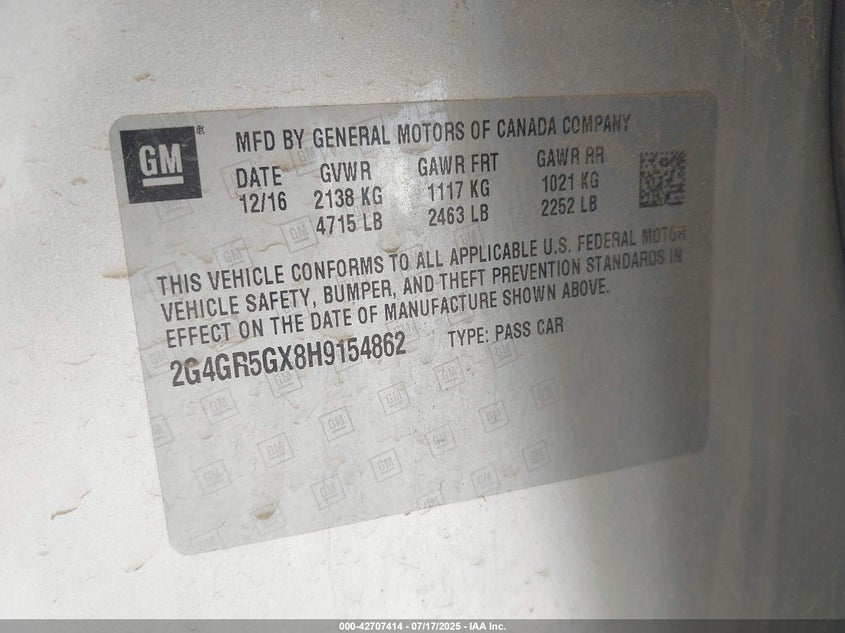 GM ®
MFD BY GENERAL MOTORS OF CANADA COMPANY
DATE GVWR GAWR FRT GAWR RR
12/16 2138 KG 1117 KG 1021 KG
4715 LB 2463 LB 2252 LB
THIS VEHICLE CONFORMS TO ALL APPLICABLE U.S. FEDERAL MOTOR
VEHICLE SAFETY, BUMPER, AND THEFT PREVENTION STANDARDS IN
EFFECT ON THE DATE OF MANUFACTURE SHOWN ABOVE.
2G4GR5GX8H9154862 TYPE: PASS CAR
000-42707414 - 07/17/2025 - IAA Inc.